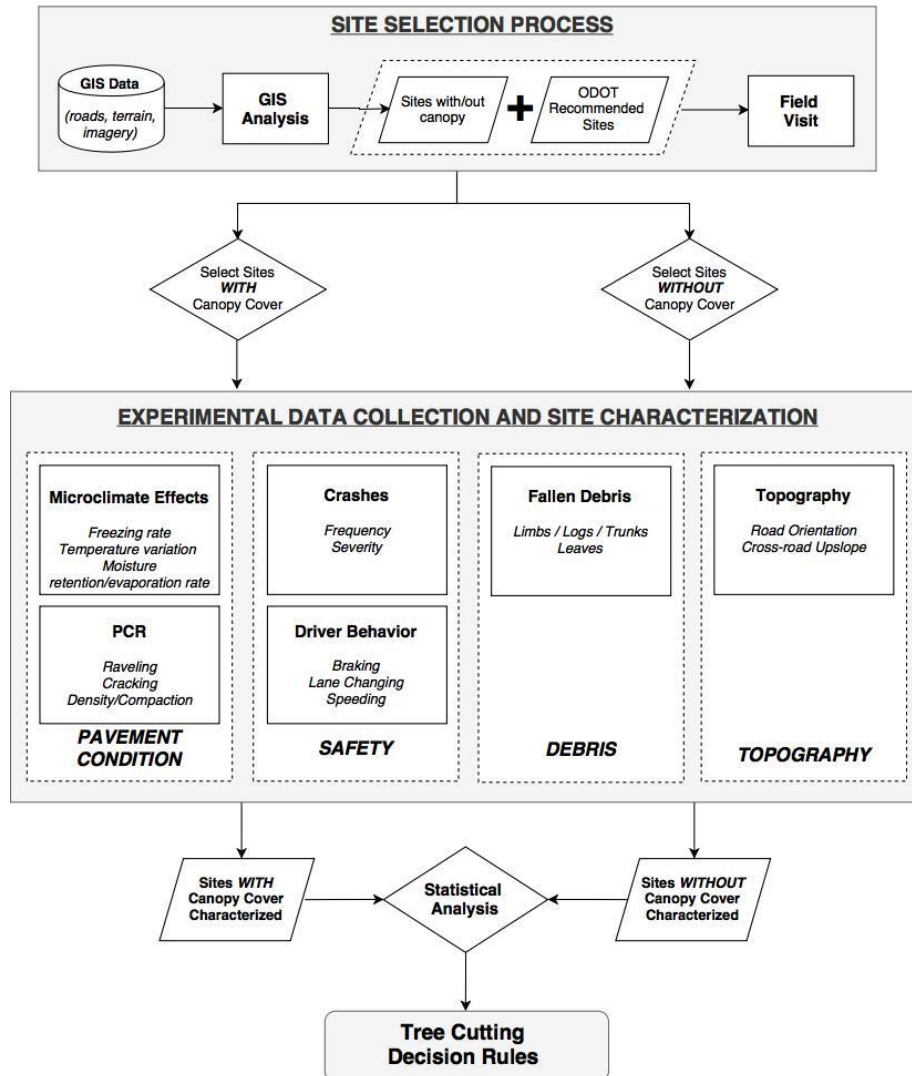 SITE SELECTION PROCESS
GIS Data
(roads, terrain,
imagery)
GIS
Analysis
Sites with/out
canopy
+
ODOT
Recommended
Sites
Field
Visit
Select Sites
WITH
Canopy Cover
Select Sites
WITHOUT
Canopy Cover
EXPERIMENTAL DATA COLLECTION AND SITE CHARACTERIZATION
Microclimate Effects
Freezing rate
Temperature variation
Moisture
retention/evaporation rate
PCR
Raveling
Cracking
Density/Compaction
PAVEMENT
CONDITION
Crashes
Frequency
Severity
Driver Behavior
Braking
Lane Changing
Speeding
SAFETY
Fallen Debris
Limbs / Logs / Trunks
Leaves
DEBRIS
Topography
Road Orientation
Cross-road Upslope
TOPOGRAPHY
Sites WITH
Canopy Cover
Characterized
Statistical
Analysis
Sites WITHOUT
Canopy Cover
Characterized
Tree Cutting
Decision Rules